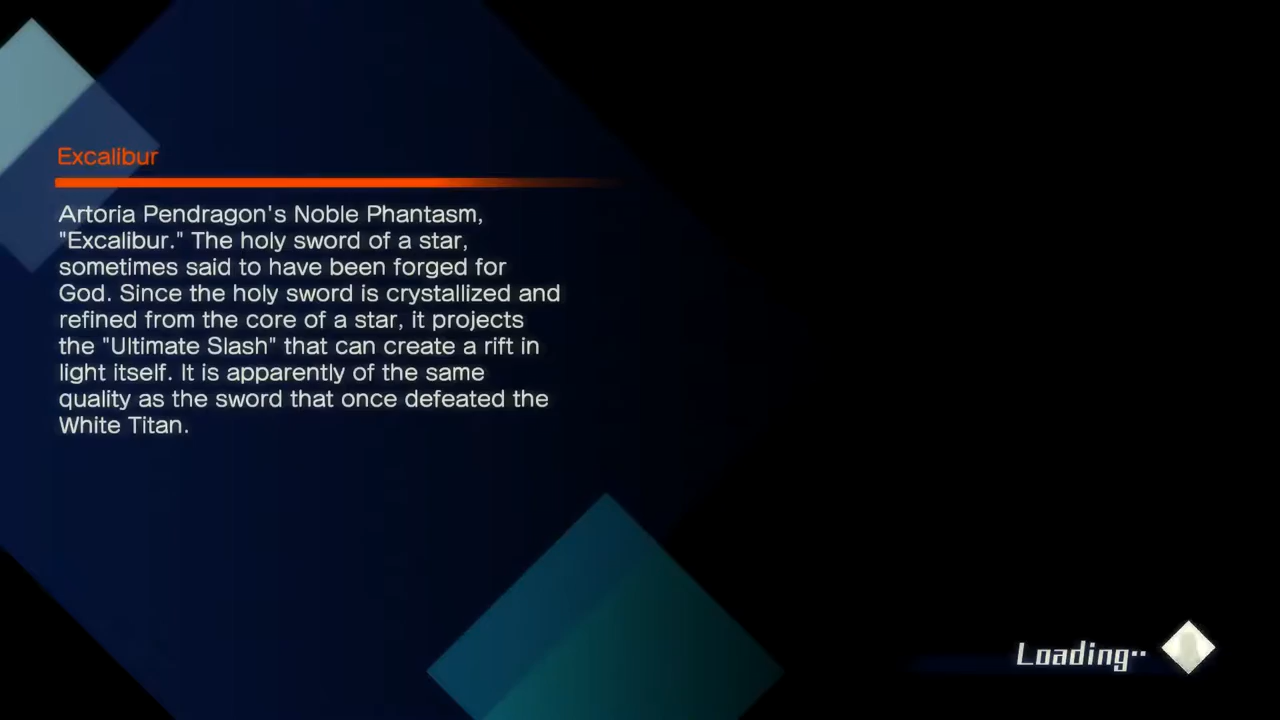 Excalibur
Artoria Pendragon's Noble Phantasm,
"Excalibur." The holy sword of a star,
sometimes said to have been forged for
God. Since the holy sword is crystallized and
refined from the core of a star, it projects
the "Ultimate Slash" that can create a rift in
light itself. It is apparently of the same
quality as the sword that once defeated the
White Titan.
Loading..